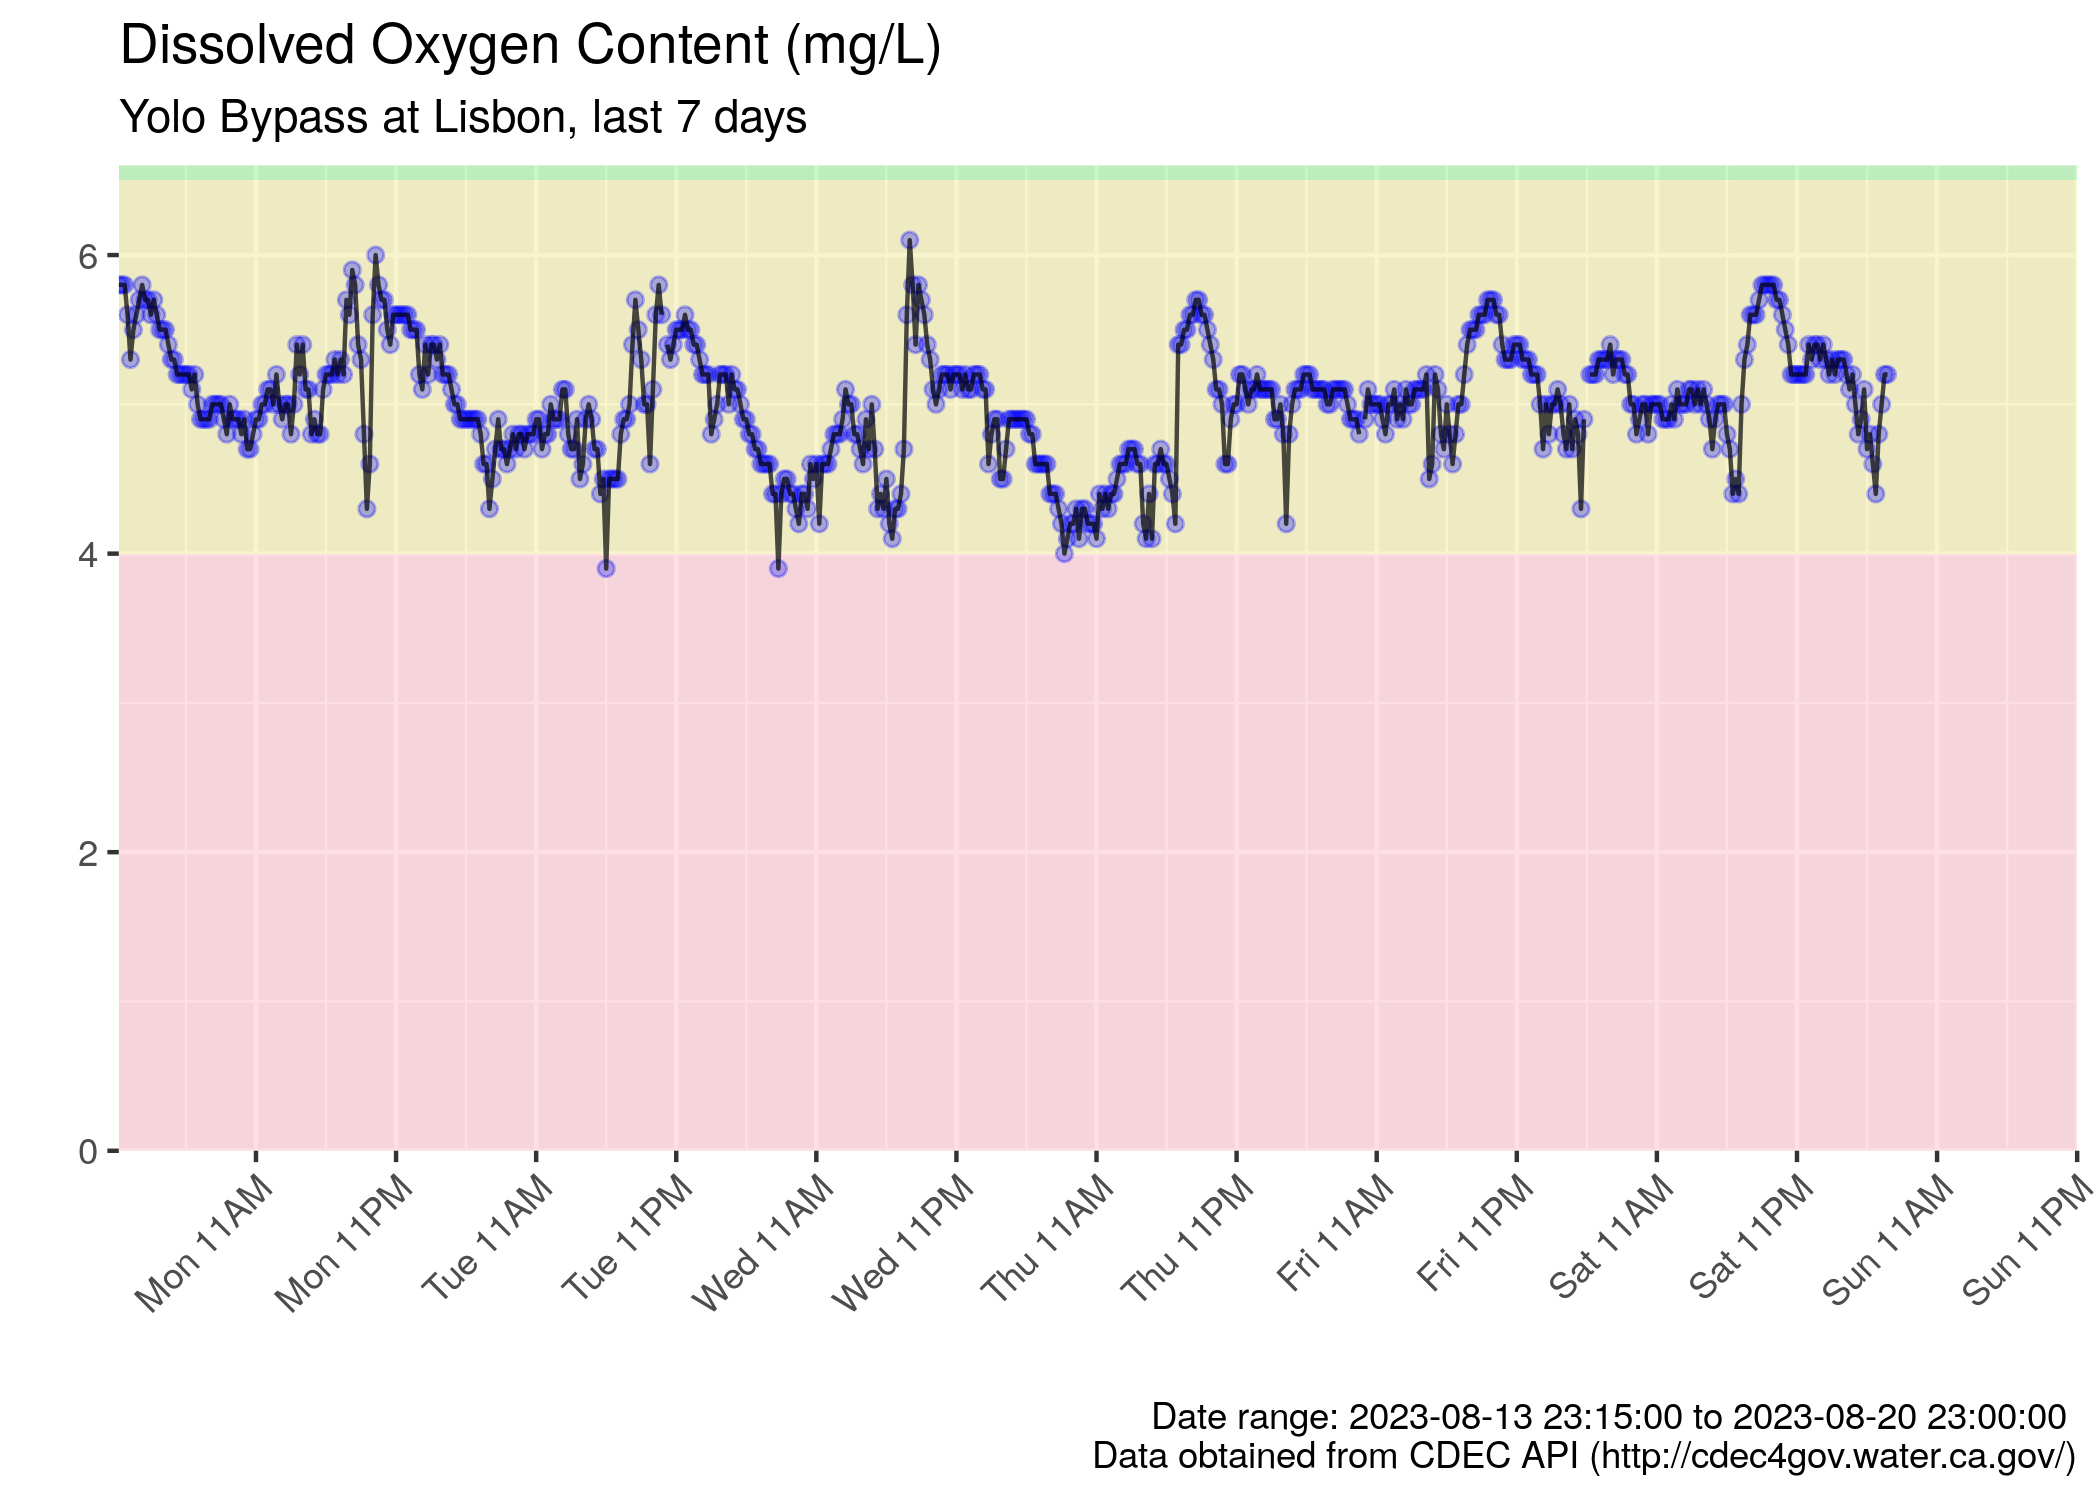 Dissolved Oxygen Content (mg/L)
Yolo Bypass at Lisbon, last 7 days
6
4
2
0
Mon 11AM
Mon 11PM
Tue 11AM
Tue 11PM
Wed 11AM
Wed 11PM
Thu 11AM
Thu 11PM
Fri 11AM
Fri 11PM
Sat 11AM
Sat 11PM
Sun 11AM
Sun 11PM
Date range: 2023-08-13 23:15:00 to 2023-08-20 23:00:00
Data obtained from CDEC API (http://cdec4gov.water.ca.gov/)